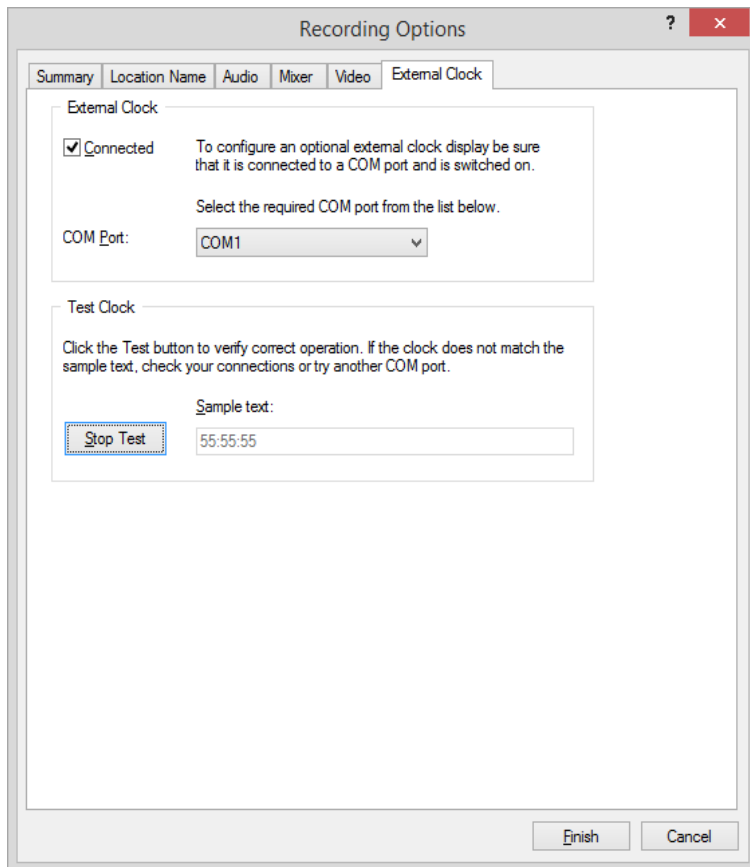 Recording Options
? ×
Summary Location Name Audio Mixer Video External Clock
External Clock
Connected
To configure an optional external clock display be sure
that it is connected to a COM port and is switched on.
Select the required COM port from the list below.
COM Port: COM1
Test Clock
Click the Test button to verify correct operation. If the clock does not match the
sample text, check your connections or try another COM port.
Sample text:
Stop Test 55:55:55
Finish Cancel